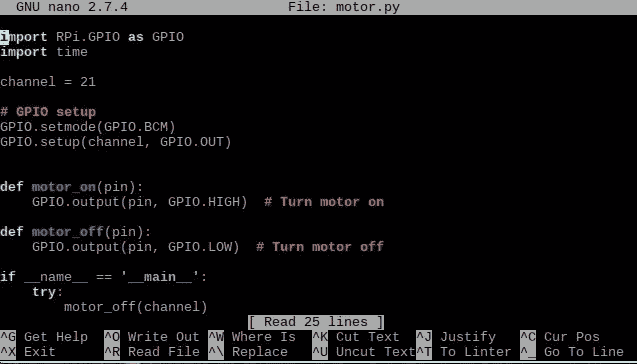 GNU nano 2.7.4 File: motor.py
import RPi.GPIO as GPIO
import time
channel = 21
# GPIO setup
GPIO.setmode(GPIO.BCM)
GPIO.setup(channel, GPIO.OUT)
def motor_on(pin):
    GPIO.output(pin, GPIO.HIGH)  # Turn motor on
def motor_off(pin):
    GPIO.output(pin, GPIO.LOW)  # Turn motor off
if __name__ == '__main__':
    try:
        motor_off(channel)
[ Read 25 lines ]
^G Get Help ^O Write Out ^W Where Is ^K Cut Text ^J Justify ^C Cur Pos
^X Exit ^R Read File ^\ Replace ^U Uncut Text^T To Linter ^_ Go To Line